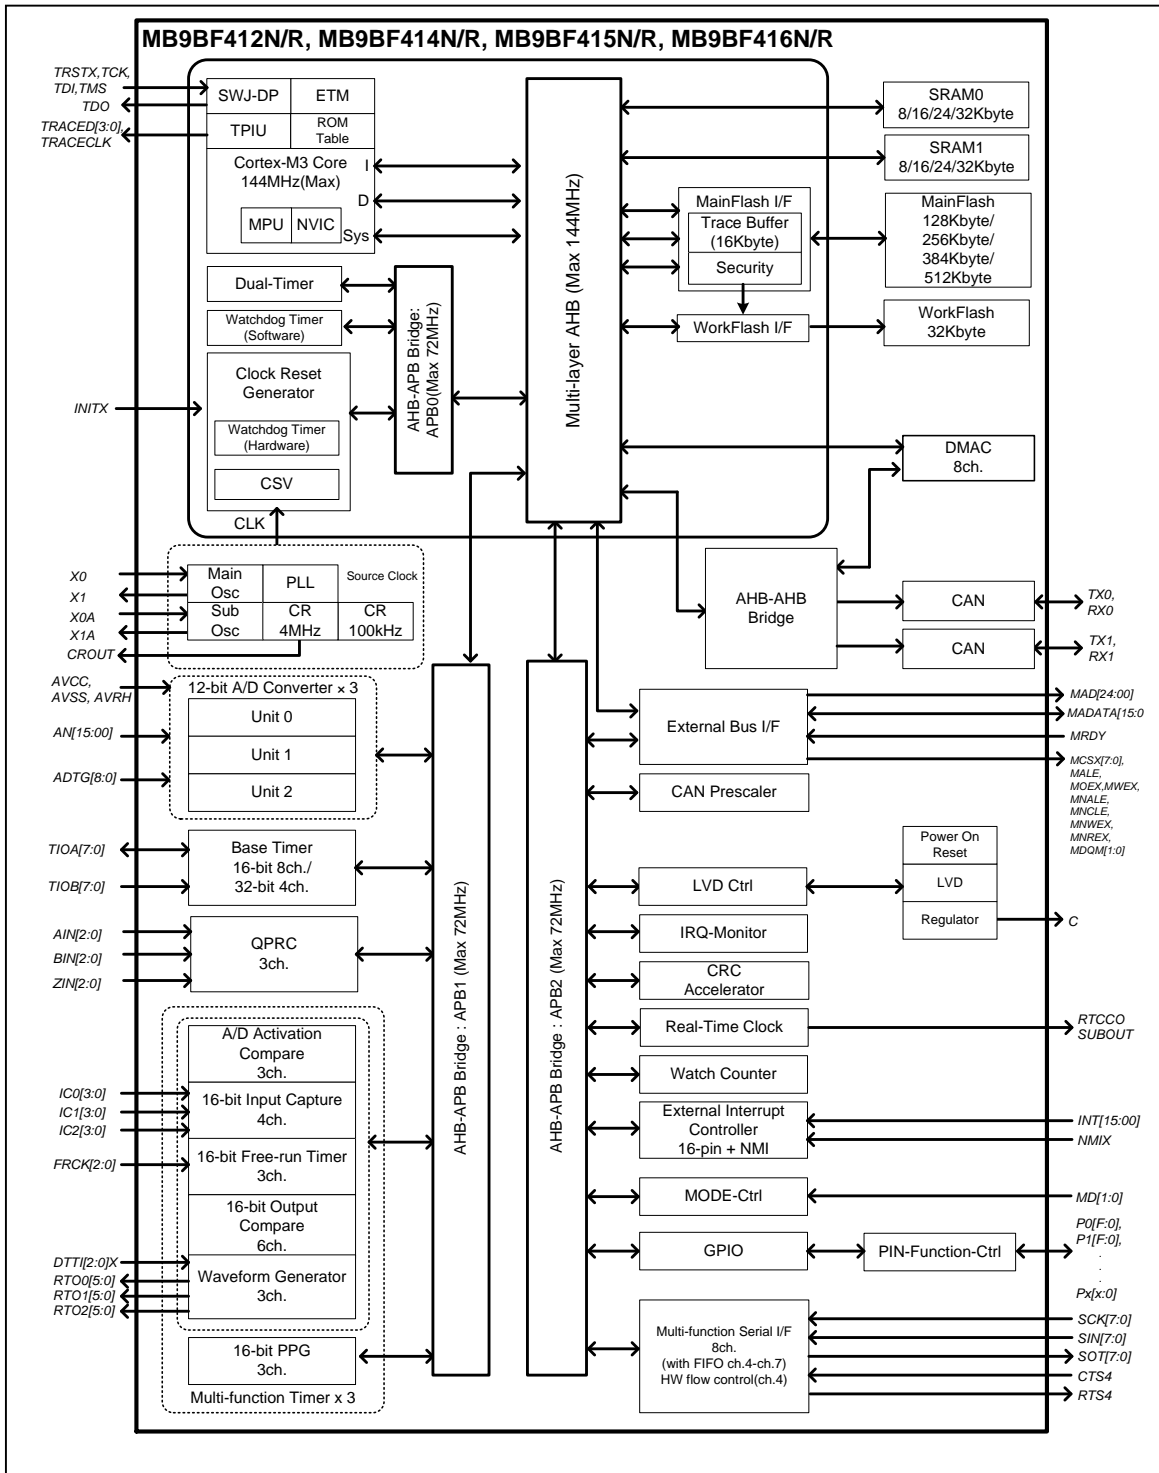 MB9BF412N/R, MB9BF414N/R, MB9BF415N/R, MB9BF416N/R
TRSTX,TCK,
TDI,TMS
TDO
TRACED[3:0],
TRACECLK
SWJ-DP
ETM
TPIU
ROM
Table
Cortex-M3 Core
144MHz(Max)
I
D
Sys
MPU
NVIC
Dual-Timer
Watchdog Timer
(Software)
Clock Reset
Generator
Watchdog Timer
(Hardware)
CSV
CLK
INITX
AHB-APB Bridge:
APB0(Max 72MHz)
Multi-layer AHB (Max 144MHz)
MainFlash I/F
Trace Buffer
(16Kbyte)
Security
WorkFlash I/F
SRAM0
8/16/24/32Kbyte
SRAM1
8/16/24/32Kbyte
MainFlash
128Kbyte/
256Kbyte/
384Kbyte/
512Kbyte
WorkFlash
32Kbyte
DMAC
8ch.
AHB-AHB
Bridge
CAN
TX0,
RX0
CAN
TX1,
RX1
X0
X1
X0A
X1A
CROUT
Main
Osc
PLL
Source Clock
Sub
Osc
CR
4MHz
CR
100kHz
AVCC,
AVSS, AVRH
AN[15:00]
ADTG[8:0]
12-bit A/D Converter × 3
Unit 0
Unit 1
Unit 2
TIOA[7:0]
TIOB[7:0]
Base Timer
16-bit 8ch./
32-bit 4ch.
AIN[2:0]
BIN[2:0]
ZIN[2:0]
QPRC
3ch.
A/D Activation
Compare
3ch.
IC0[3:0]
IC1[3:0]
IC2[3:0]
16-bit Input Capture
4ch.
FRCK[2:0]
16-bit Free-run Timer
3ch.
16-bit Output
Compare
6ch.
DTTI[2:0]X
RTO0[5:0]
RTO1[5:0]
RTO2[5:0]
Waveform Generator
3ch.
16-bit PPG
3ch.
Multi-function Timer x 3
AHB-APB Bridge : APB1 (Max 72MHz)
AHB-APB Bridge : APB2 (Max 72MHz)
External Bus I/F
MAD[24:00]
MADATA[15:0
MRDY
MCSX[7:0],
MALE,
MOEX,MWEX,
MNALE,
MNCLE,
MNWEX,
MNREX,
MDQM[1:0]
CAN Prescaler
LVD Ctrl
Power On
Reset
LVD
Regulator
C
IRQ-Monitor
CRC
Accelerator
Real-Time Clock
RTCCO
SUBOUT
Watch Counter
External Interrupt
Controller
16-pin + NMI
INT[15:00]
NMIX
MODE-Ctrl
MD[1:0]
GPIO
PIN-Function-Ctrl
P0[F:0],
P1[F:0],
.
.
.
Px[x:0]
Multi-function Serial I/F
8ch.
(with FIFO ch.4-ch.7)
HW flow control(ch.4)
SCK[7:0]
SIN[7:0]
SOT[7:0]
CTS4
RTS4